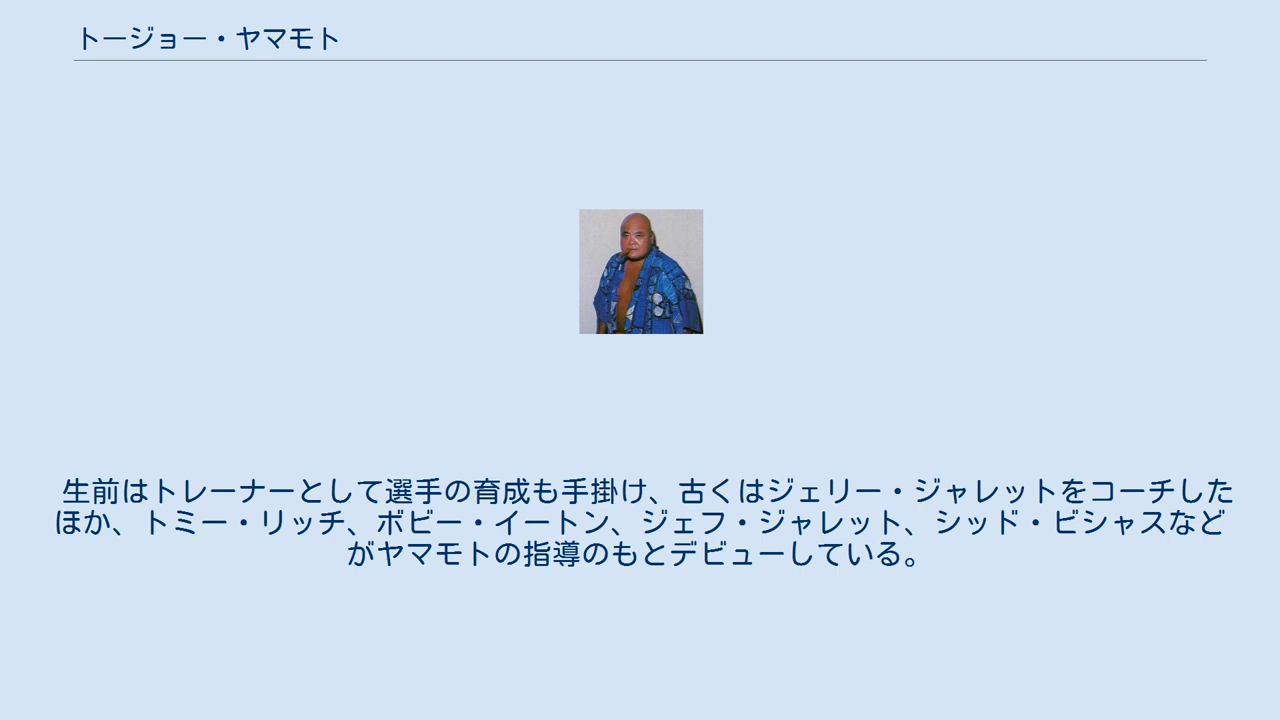 トージョー・ヤマモト
生前はトレーナーとして選手の育成も手掛け、古くはジェリー・ジャレットをコーチした
ほか、トミー・リッチ、ボビー・イートン、ジェフ・ジャレット、シッド・ビシャスなど
がヤマモトの指導のもとデビューしている。